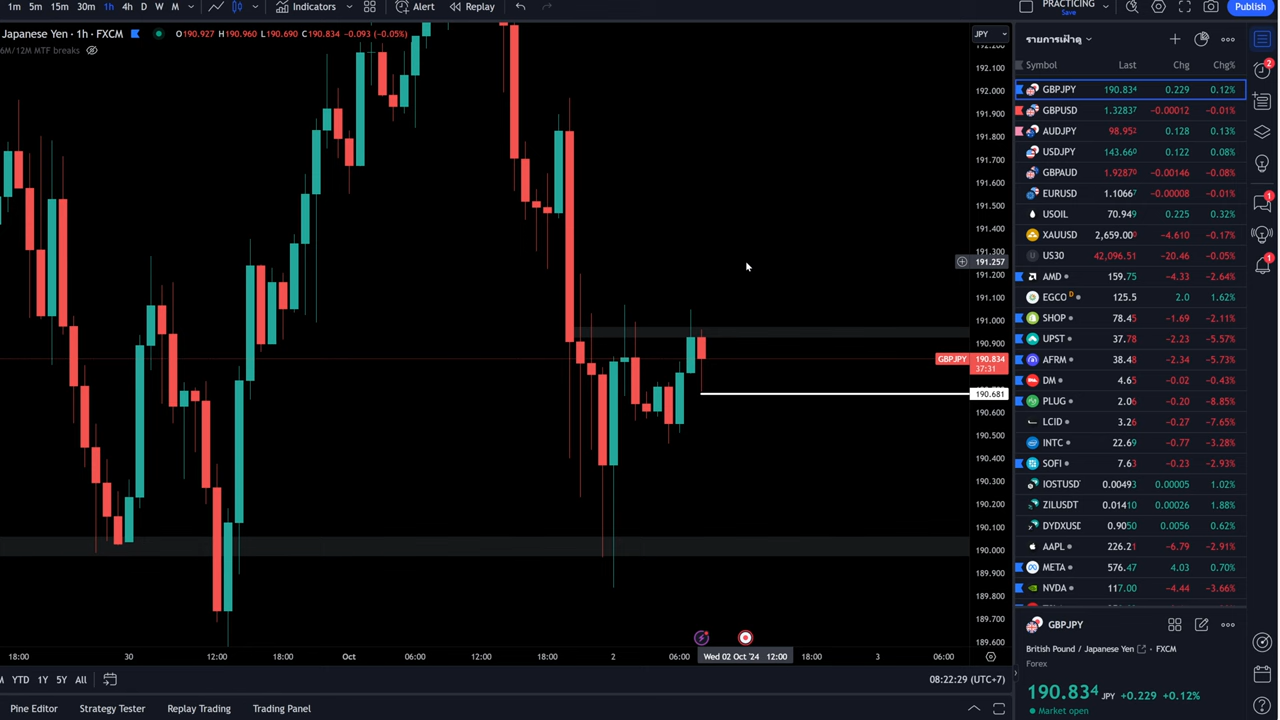 1m 5m 15m 30m 1h 4h D W M Indicators Alert Replay PRACTICING Save Publish
Japanese Yen · 1h · FXCM O190.927 H190.960 L190.690 C190.834 −0.093 (−0.05%) JPY
6M/12M MTF breaks
รายการเฝ้าดู
Symbol Last Chg Chg%
GBPJPY 190.834 0.229 0.12%
GBPUSD 1.32837 −0.00012 −0.01%
AUDJPY 98.952 0.128 0.13%
USDJPY 143.660 0.122 0.08%
GBPAUD 1.92870 −0.00146 −0.08%
EURUSD 1.10667 −0.00008 −0.01%
USOIL 70.949 0.225 0.32%
XAUUSD 2,659.000 −4.610 −0.17%
US30 42,096.51 −20.46 −0.05%
AMD 159.75 −4.33 −2.64%
EGCO D 125.5 2.0 1.62%
SHOP 78.45 −1.69 −2.11%
UPST 37.78 −2.23 −5.57%
AFRM 38.48 −2.34 −5.73%
DM 4.65 −0.02 −0.43%
PLUG 2.06 −0.20 −8.85%
LCID 3.26 −0.27 −7.65%
INTC 22.69 −0.77 −3.28%
SOFI 7.63 −0.23 −2.93%
IOSTUSDT 0.00493 0.00005 1.02%
ZILUSDT 0.01410 0.00026 1.88%
DYDXUSD 0.9050 0.0056 0.62%
AAPL 226.21 −6.79 −2.91%
META 576.47 4.03 0.70%
NVDA 117.00 −4.44 −3.66%
192.100
192.000
191.900
191.800
191.700
191.600
191.500
191.400
191.300
191.257
191.200
191.100
191.000
190.900
GBPJPY 190.834
37:31
190.681
190.600
190.500
190.400
190.300
190.200
190.100
190.000
189.900
189.800
189.700
189.600
18:00 30 12:00 18:00 Oct 06:00 12:00 18:00 2 06:00 Wed 02 Oct '24 12:00 18:00 3 06:00
YTD 1Y 5Y All 08:22:29 (UTC+7)
Pine Editor Strategy Tester Replay Trading Trading Panel
GBPJPY
British Pound / Japanese Yen · FXCM
Forex
190.834 JPY +0.229 +0.12%
Market open
2
1
1